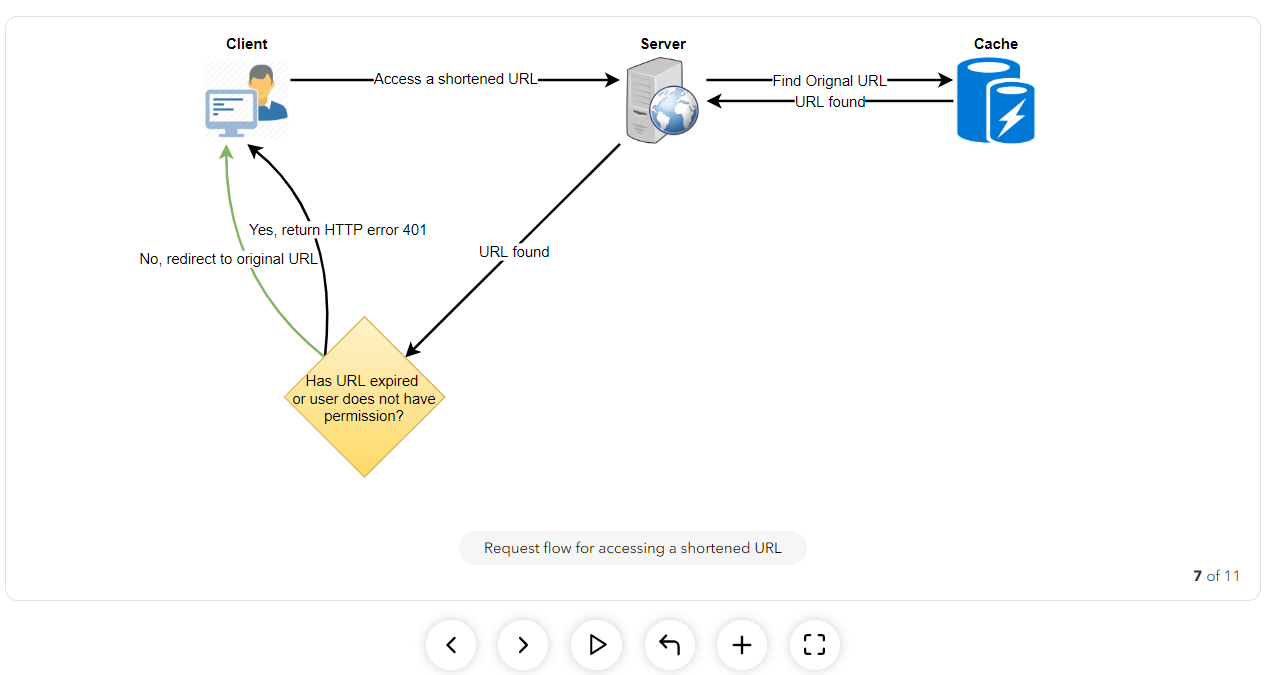 Client
Server
Cache
Access a shortened URL
Find Orignal URL
URL found
Yes, return HTTP error 401
No, redirect to original URL
URL found
Has URL expired
or user does not have
permission?
Request flow for accessing a shortened URL
7 of 11